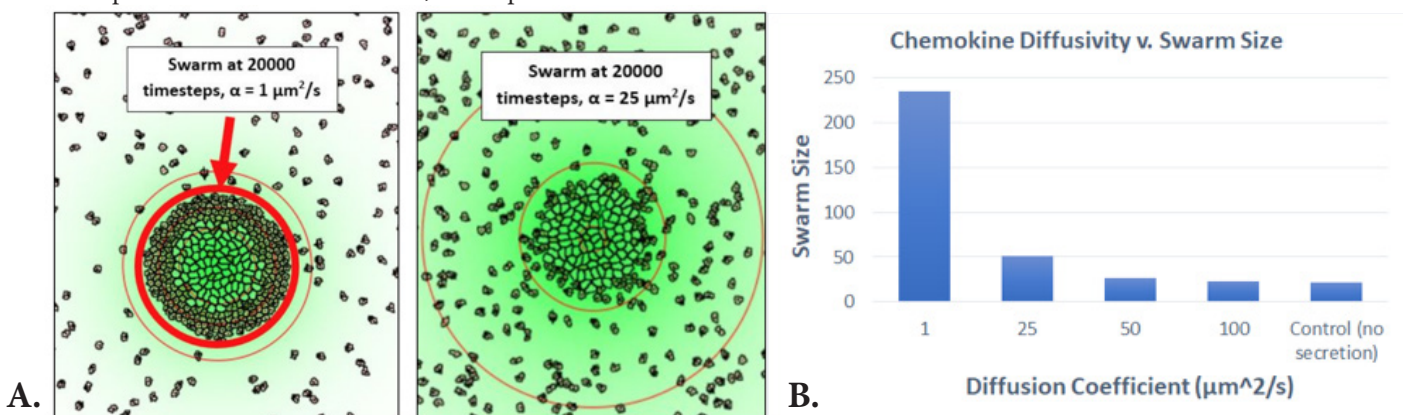 Swarm at 20000
timesteps, α = 1 µm²/s
Swarm at 20000
timesteps, α = 25 µm²/s
A.
Chemokine Diffusivity v. Swarm Size
Swarm Size
250
200
150
100
50
0
1
25
50
100
Control (no
secretion)
Diffusion Coefficient (µm^2/s)
B.